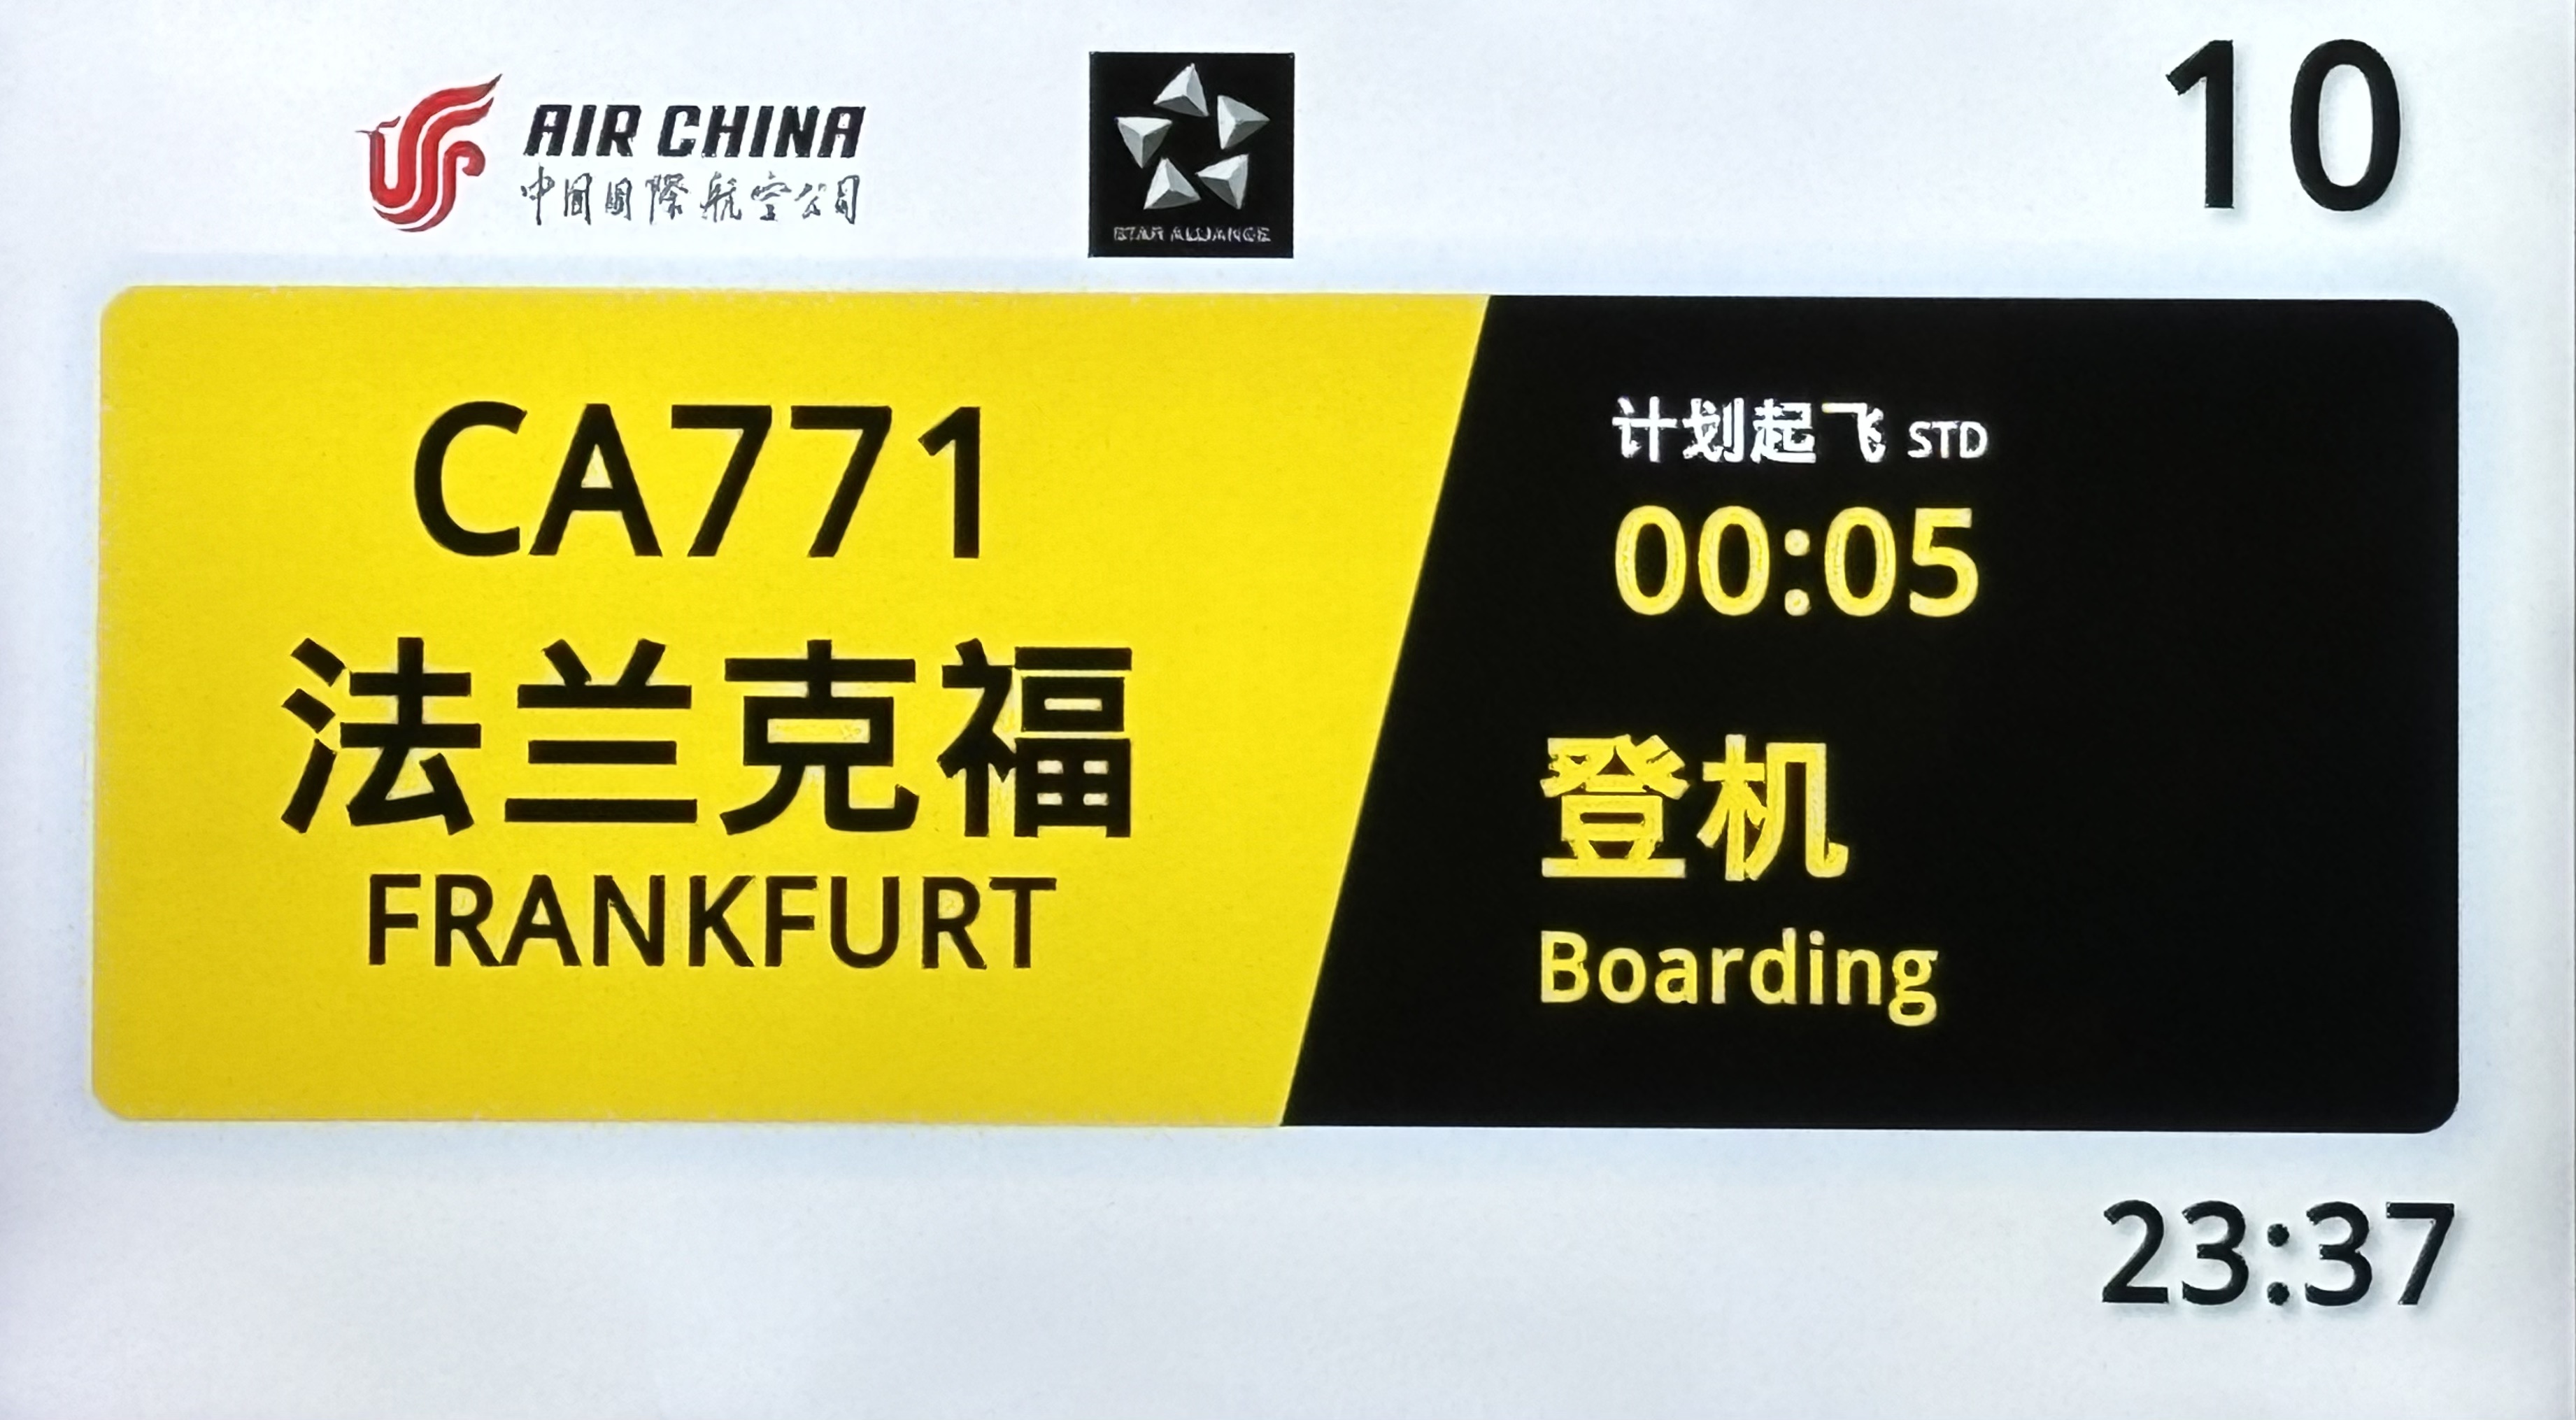 AIR CHINA
中国国際航空公司
STAR ALLIANCE
10
CA771
法兰克福
FRANKFURT
计划起飞 STD
00:05
登机
Boarding
23:37